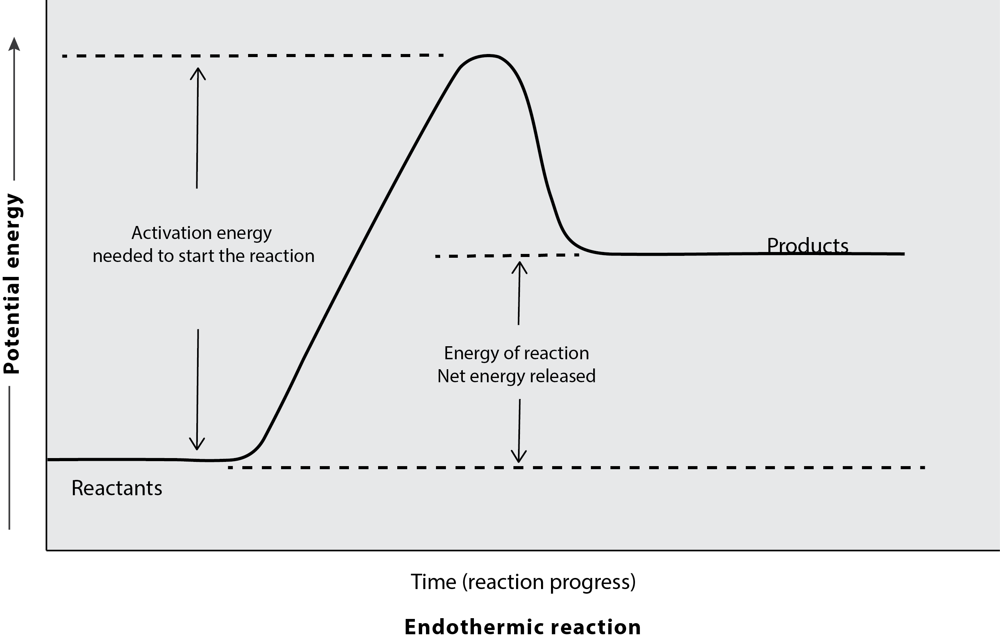 Potential energy
Activation energy
needed to start the reaction
Products
Energy of reaction
Net energy released
Reactants
Time (reaction progress)
Endothermic reaction